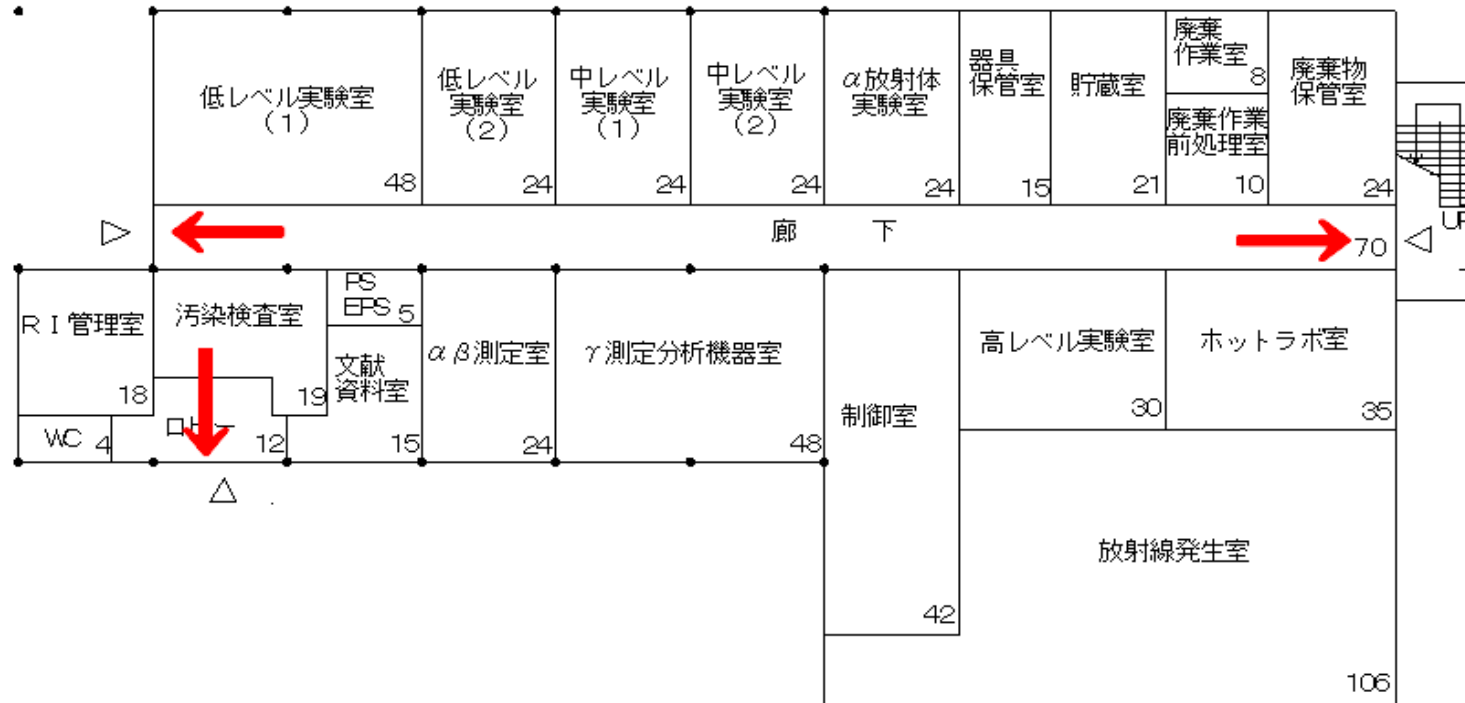 低レベル実験室
(1)
48
低レベル
実験室
(2)
24
中レベル
実験室
(1)
24
中レベル
実験室
(2)
24
α放射体
実験室
24
器具
保管室
15
貯蔵室
21
廃棄
作業室
8
廃棄作業
前処理室
10
廃棄物
保管室
24
UP
廊 下
70
RI管理室
18
汚染検査室
19
PS
EPS 5
文献
資料室
15
αβ測定室
24
γ測定分析機器室
48
制御室
42
高レベル実験室
30
ホットラボ室
35
WC 4
ロビー
12
放射線発生室
106